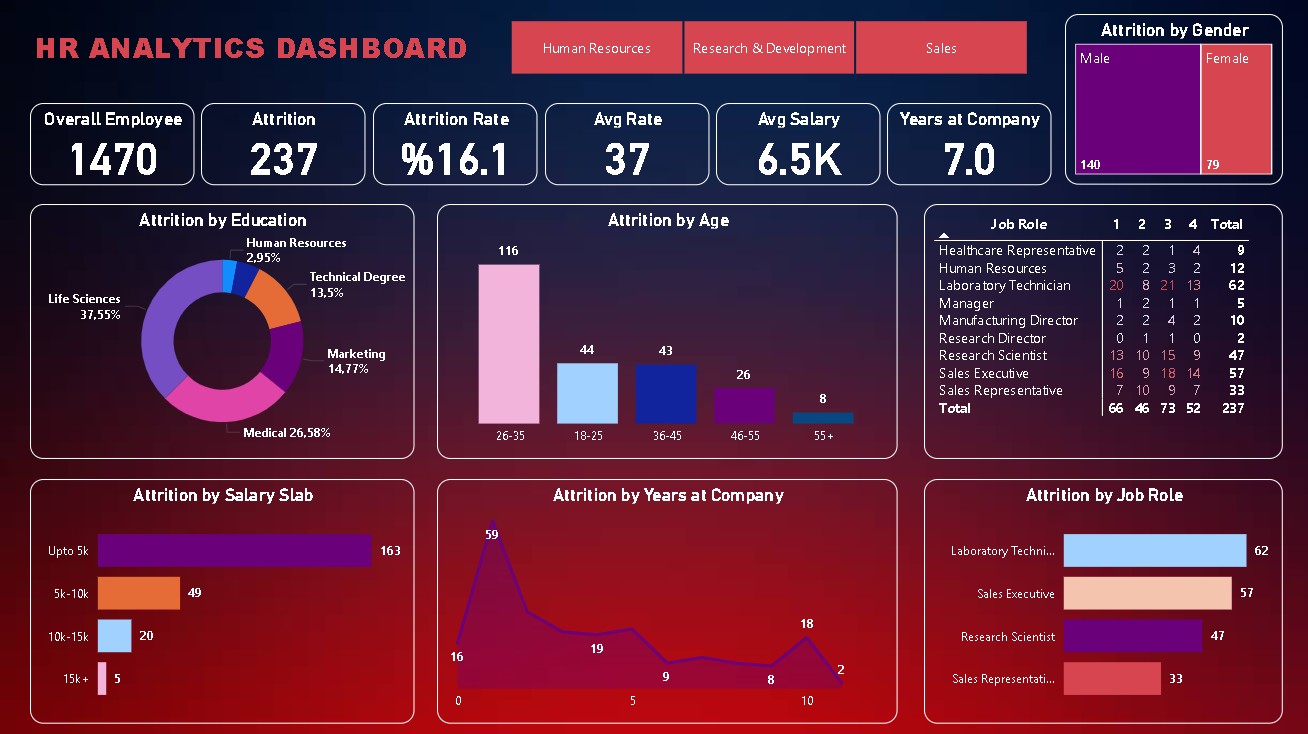 HR ANALYTICS DASHBOARD
Human Resources
Research & Development
Sales
Attrition by Gender
Male
Female
140
79
Overall Employee
1470
Attrition
237
Attrition Rate
%16.1
Avg Rate
37
Avg Salary
6.5K
Years at Company
7.0
Attrition by Education
Human Resources
2,95%
Technical Degree
13,5%
Life Sciences
37,55%
Marketing
14,77%
Medical 26,58%
Attrition by Age
116
44
43
26
8
26-35
18-25
36-45
46-55
55+
Job Role 1 2 3 4 Total
Healthcare Representative 2 2 1 4 9
Human Resources 5 2 3 2 12
Laboratory Technician 20 8 21 13 62
Manager 1 2 1 1 5
Manufacturing Director 2 2 4 2 10
Research Director 0 1 1 0 2
Research Scientist 13 10 15 9 47
Sales Executive 16 9 18 14 57
Sales Representative 7 10 9 7 33
Total 66 46 73 52 237
Attrition by Salary Slab
Upto 5k 163
5k-10k 49
10k-15k 20
15k+ 5
Attrition by Years at Company
59
16
19
9
8
18
2
0
5
10
Attrition by Job Role
Laboratory Techni... 62
Sales Executive 57
Research Scientist 47
Sales Representati... 33